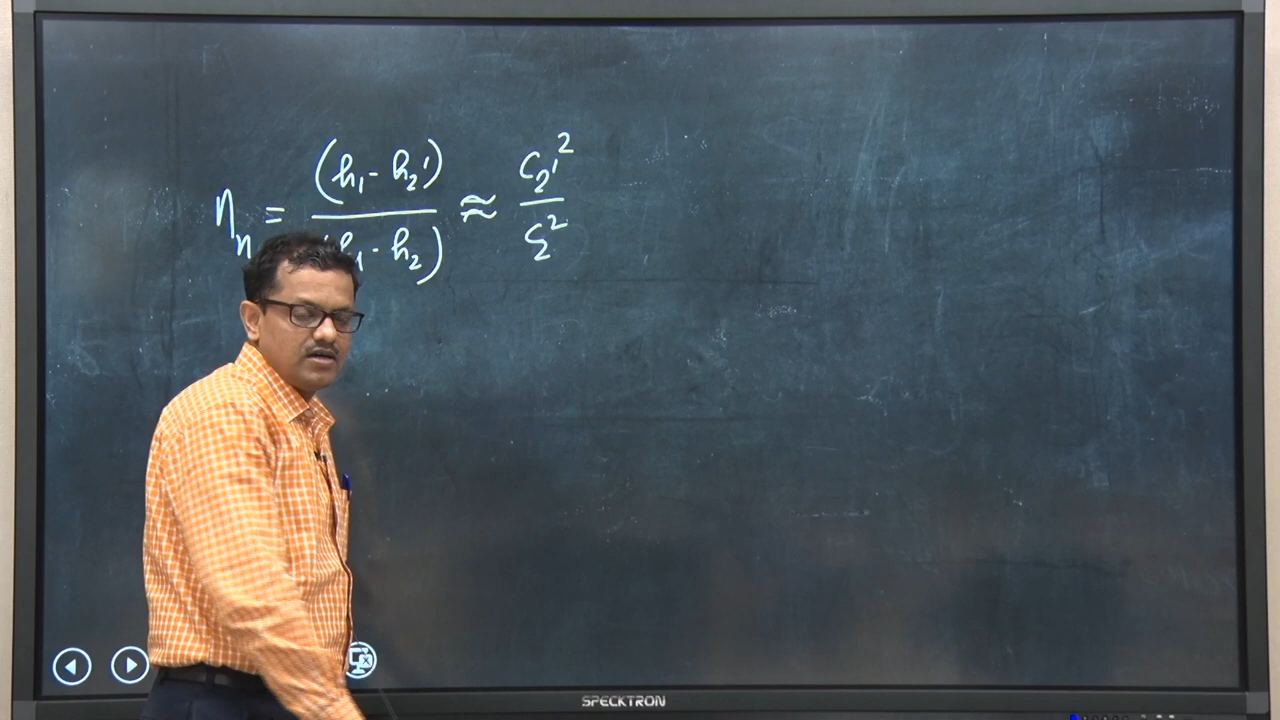 η_n = (h₁ - h₂') / (h₁ - h₂) ≈ C₂'² / C₂²
SPECKTRON